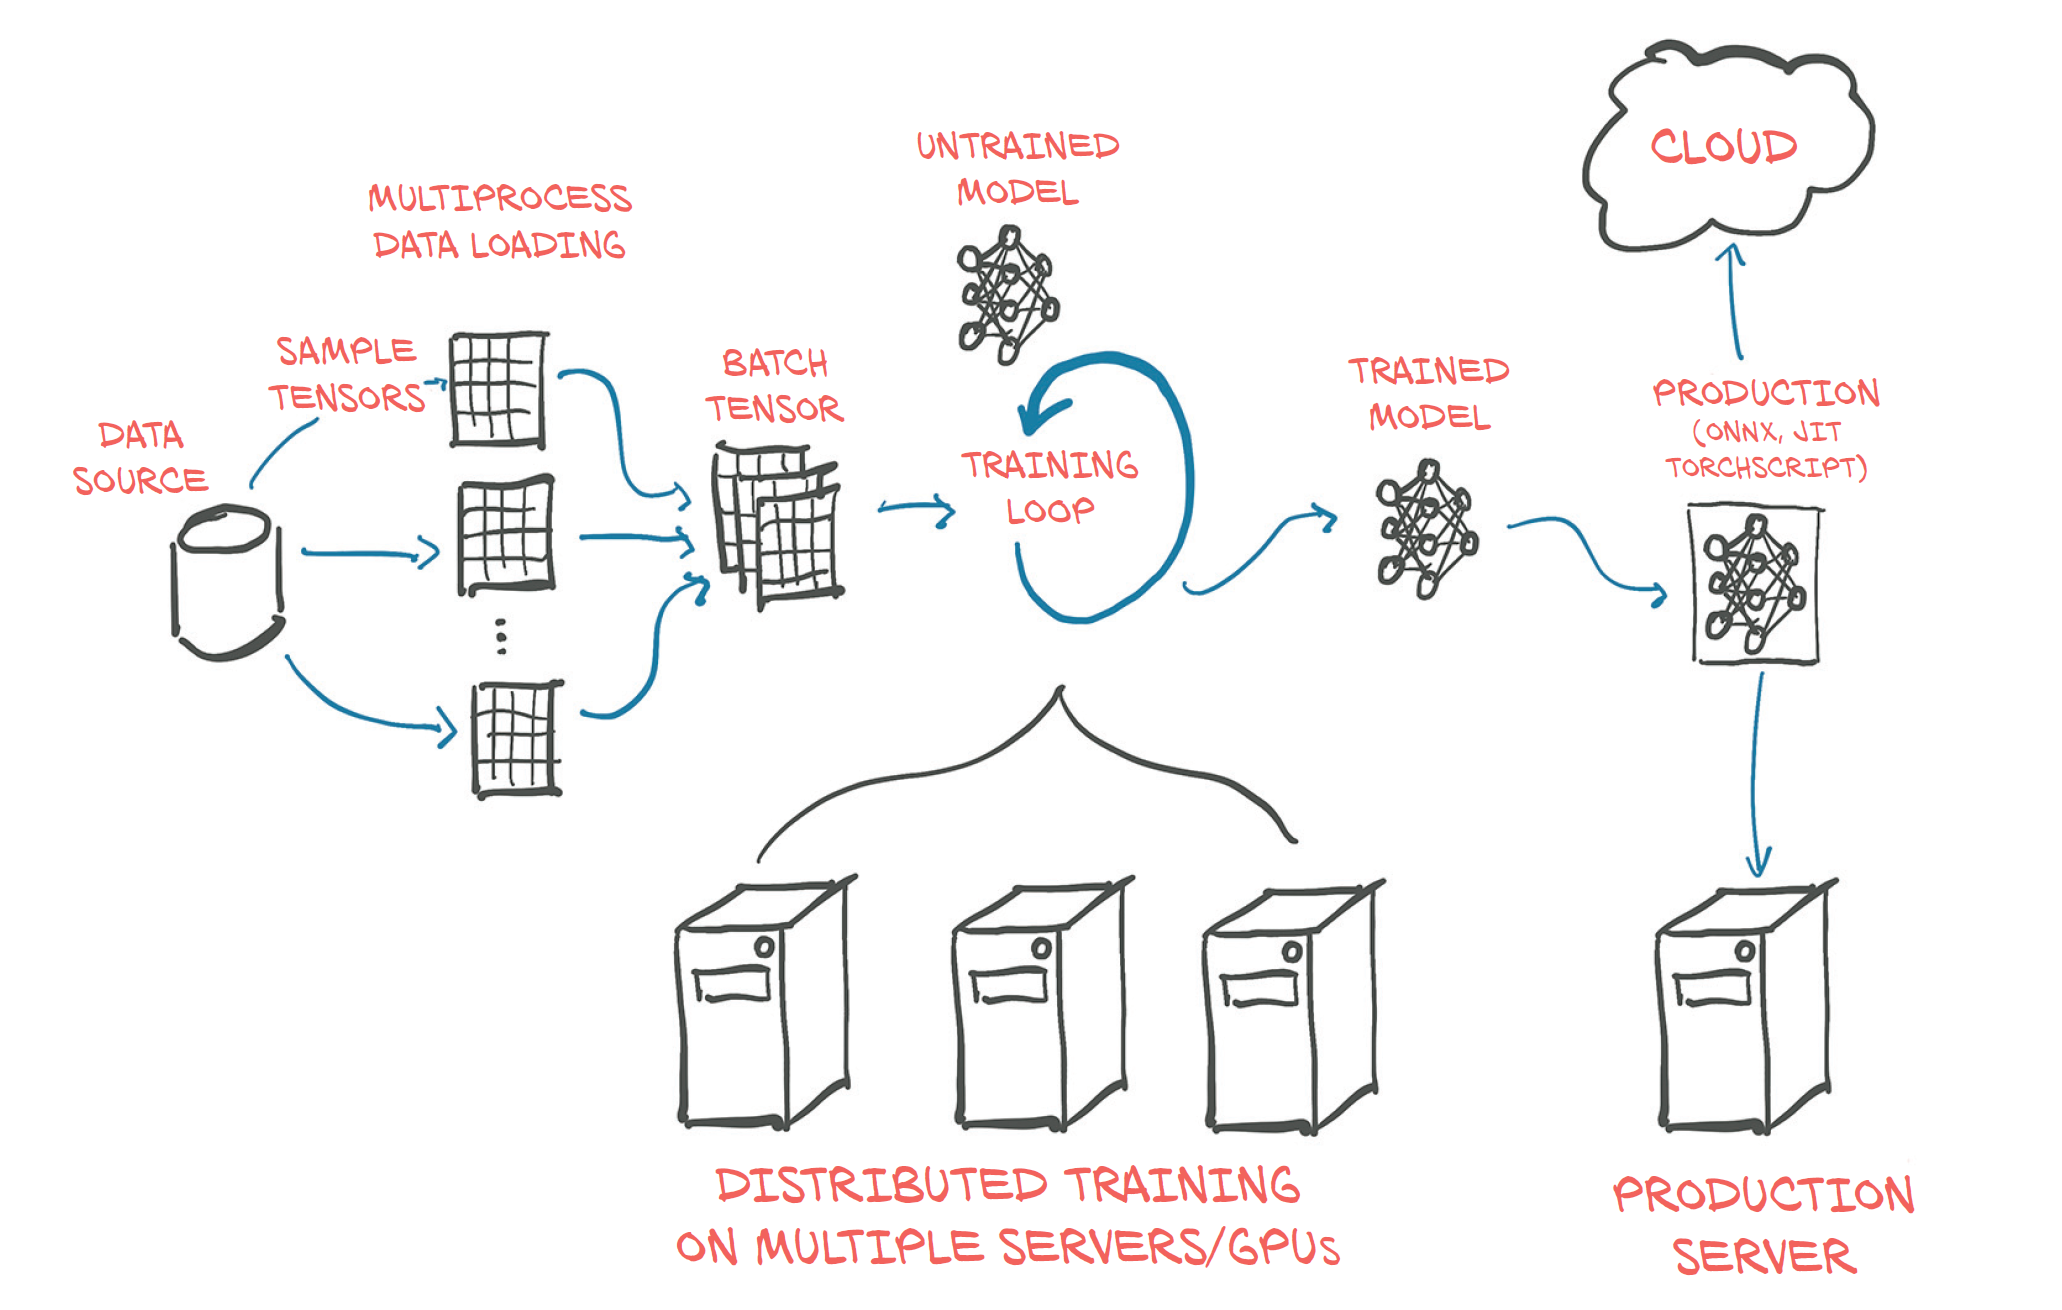 DATA
SOURCE
SAMPLE
TENSORS
MULTIPROCESS
DATA LOADING
BATCH
TENSOR
UNTRAINED
MODEL
TRAINING
LOOP
TRAINED
MODEL
PRODUCTION
(ONNX, JIT
TORCHSCRIPT)
CLOUD
DISTRIBUTED TRAINING
ON MULTIPLE SERVERS/GPUs
PRODUCTION
SERVER